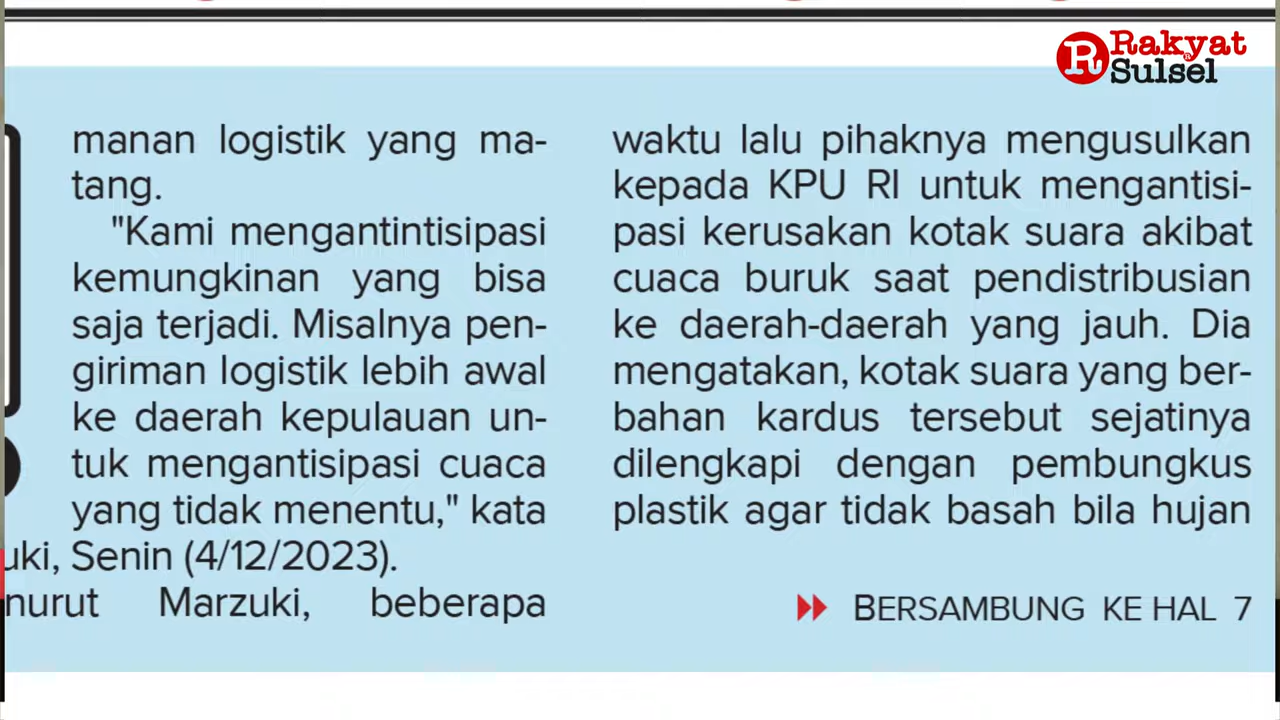 Rakyat
Sulsel
manan logistik yang ma-
tang.
"Kami mengantintisipasi
kemungkinan yang bisa
saja terjadi. Misalnya pen-
giriman logistik lebih awal
ke daerah kepulauan un-
tuk mengantisipasi cuaca
yang tidak menentu," kata
uki, Senin (4/12/2023).
nurut Marzuki, beberapa
waktu lalu pihaknya mengusulkan
kepada KPU RI untuk mengantisi-
pasi kerusakan kotak suara akibat
cuaca buruk saat pendistribusian
ke daerah-daerah yang jauh. Dia
mengatakan, kotak suara yang ber-
bahan kardus tersebut sejatinya
dilengkapi dengan pembungkus
plastik agar tidak basah bila hujan
BERSAMBUNG KE HAL 7